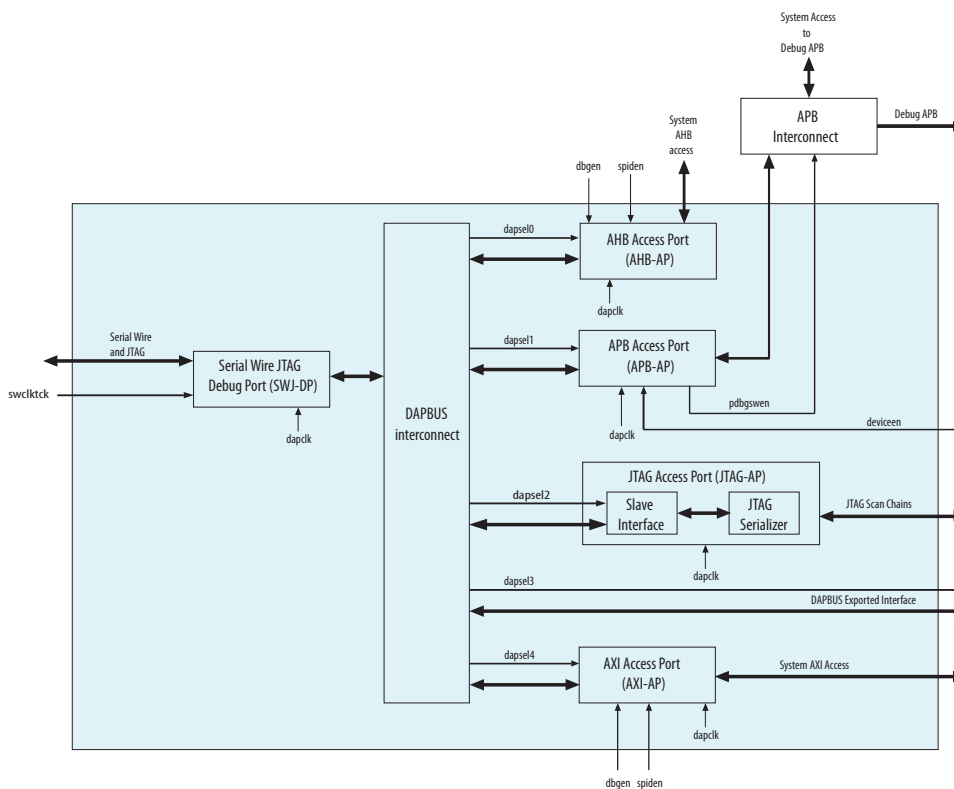 System Access
to
Debug APB
APB
Interconnect
Debug APB
System
AHB
access
dbgen
spiden
dapsel0
AHB Access Port
(AHB-AP)
dapclk
Serial Wire
and JTAG
swclktck
Serial Wire JTAG
Debug Port (SWJ-DP)
dapclk
DAPBUS
interconnect
dapsel1
APB Access Port
(APB-AP)
dapclk
pdbgswen
deviceen
dapsel2
JTAG Access Port (JTAG-AP)
Slave
Interface
JTAG
Serializer
JTAG Scan Chains
dapclk
dapsel3
DAPBUS Exported Interface
dapsel4
AXI Access Port
(AXI-AP)
System AXI Access
dapclk
dbgen
spiden